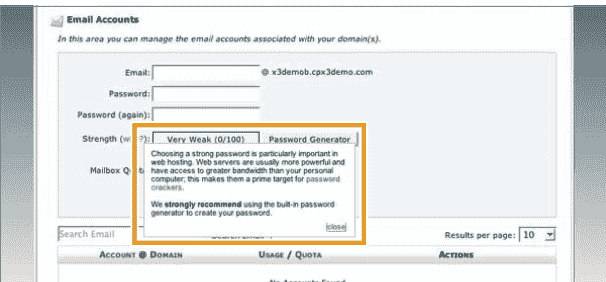 Email Accounts
In this area you can manage the email accounts associated with your domain(s).
Email:
@ x3demob.cpx3demo.com
Password:
Password (again):
Strength (w ?): Very Weak (0/100) Password Generator
Choosing a strong password is particularly important in
web hosting. Web servers are usually more powerful and
have access to greater bandwidth than your personal
computer; this makes them a prime target for password
crackers.
Mailbox Qu
We strongly recommend using the built-in password
generator to create your password.
close
Search Email
Results per page: 10
ACCOUNT @ DOMAIN USAGE / QUOTA ACTIONS
No Accounts Found